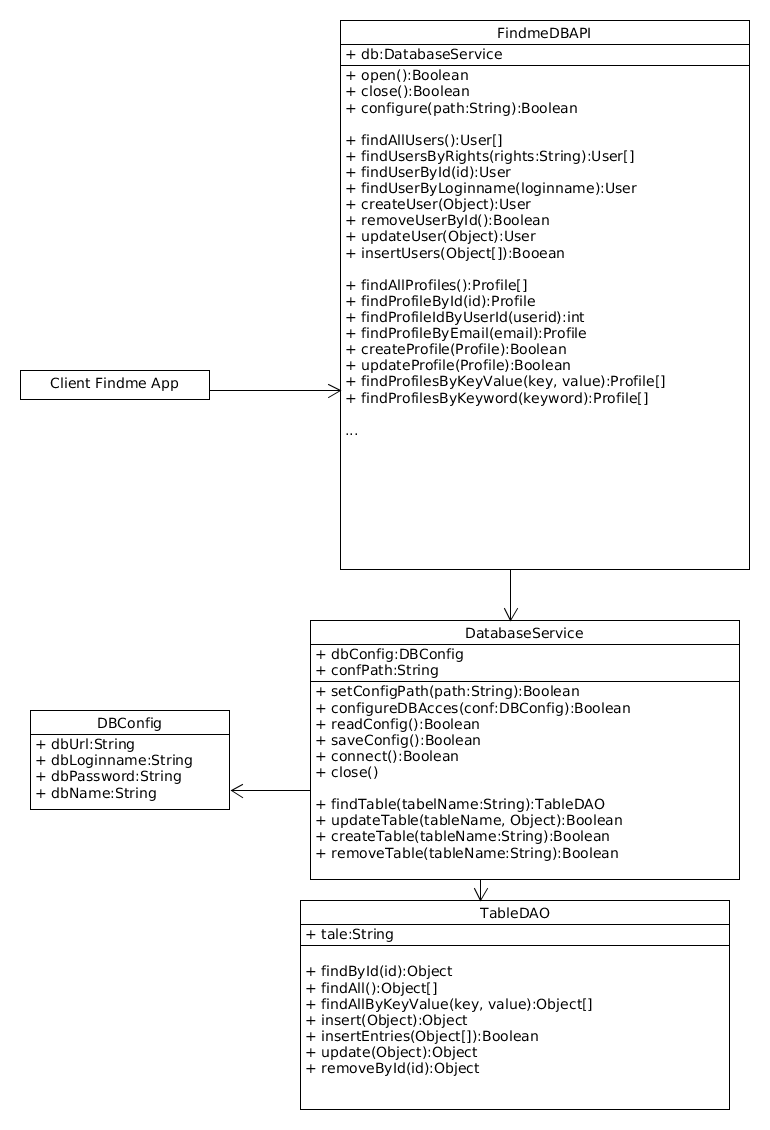 FindmeDBAPI
+ db:DatabaseService
+ open():Boolean
+ close():Boolean
+ configure(path:String):Boolean
+ findAllUsers():User[]
+ findUsersByRights(rights:String):User[]
+ findUserById(id):User
+ findUserByLoginname(loginname):User
+ createUser(Object):User
+ removeUserById():Boolean
+ updateUser(Object):User
+ insertUsers(Object[]):Booean
+ findAllProfiles():Profile[]
+ findProfileById(id):Profile
+ findProfileIdByUserId(userid):int
+ findProfileByEmail(email):Profile
+ createProfile(Profile):Boolean
+ updateProfile(Profile):Boolean
+ findProfilesByKeyValue(key, value):Profile[]
+ findProfilesByKeyword(keyword):Profile[]
...
Client Findme App
DatabaseService
+ dbConfig:DBConfig
+ confPath:String
+ setConfigPath(path:String):Boolean
+ configureDBAcces(conf:DBConfig):Boolean
+ readConfig():Boolean
+ saveConfig():Boolean
+ connect():Boolean
+ close()
+ findTable(tabelName:String):TableDAO
+ updateTable(tableName, Object):Boolean
+ createTable(tableName:String):Boolean
+ removeTable(tableName:String):Boolean
DBConfig
+ dbUrl:String
+ dbLoginname:String
+ dbPassword:String
+ dbName:String
TableDAO
+ tale:String
+ findById(id):Object
+ findAll():Object[]
+ findAllByKeyValue(key, value):Object[]
+ insert(Object):Object
+ insertEntries(Object[]):Boolean
+ update(Object):Object
+ removeById(id):Object